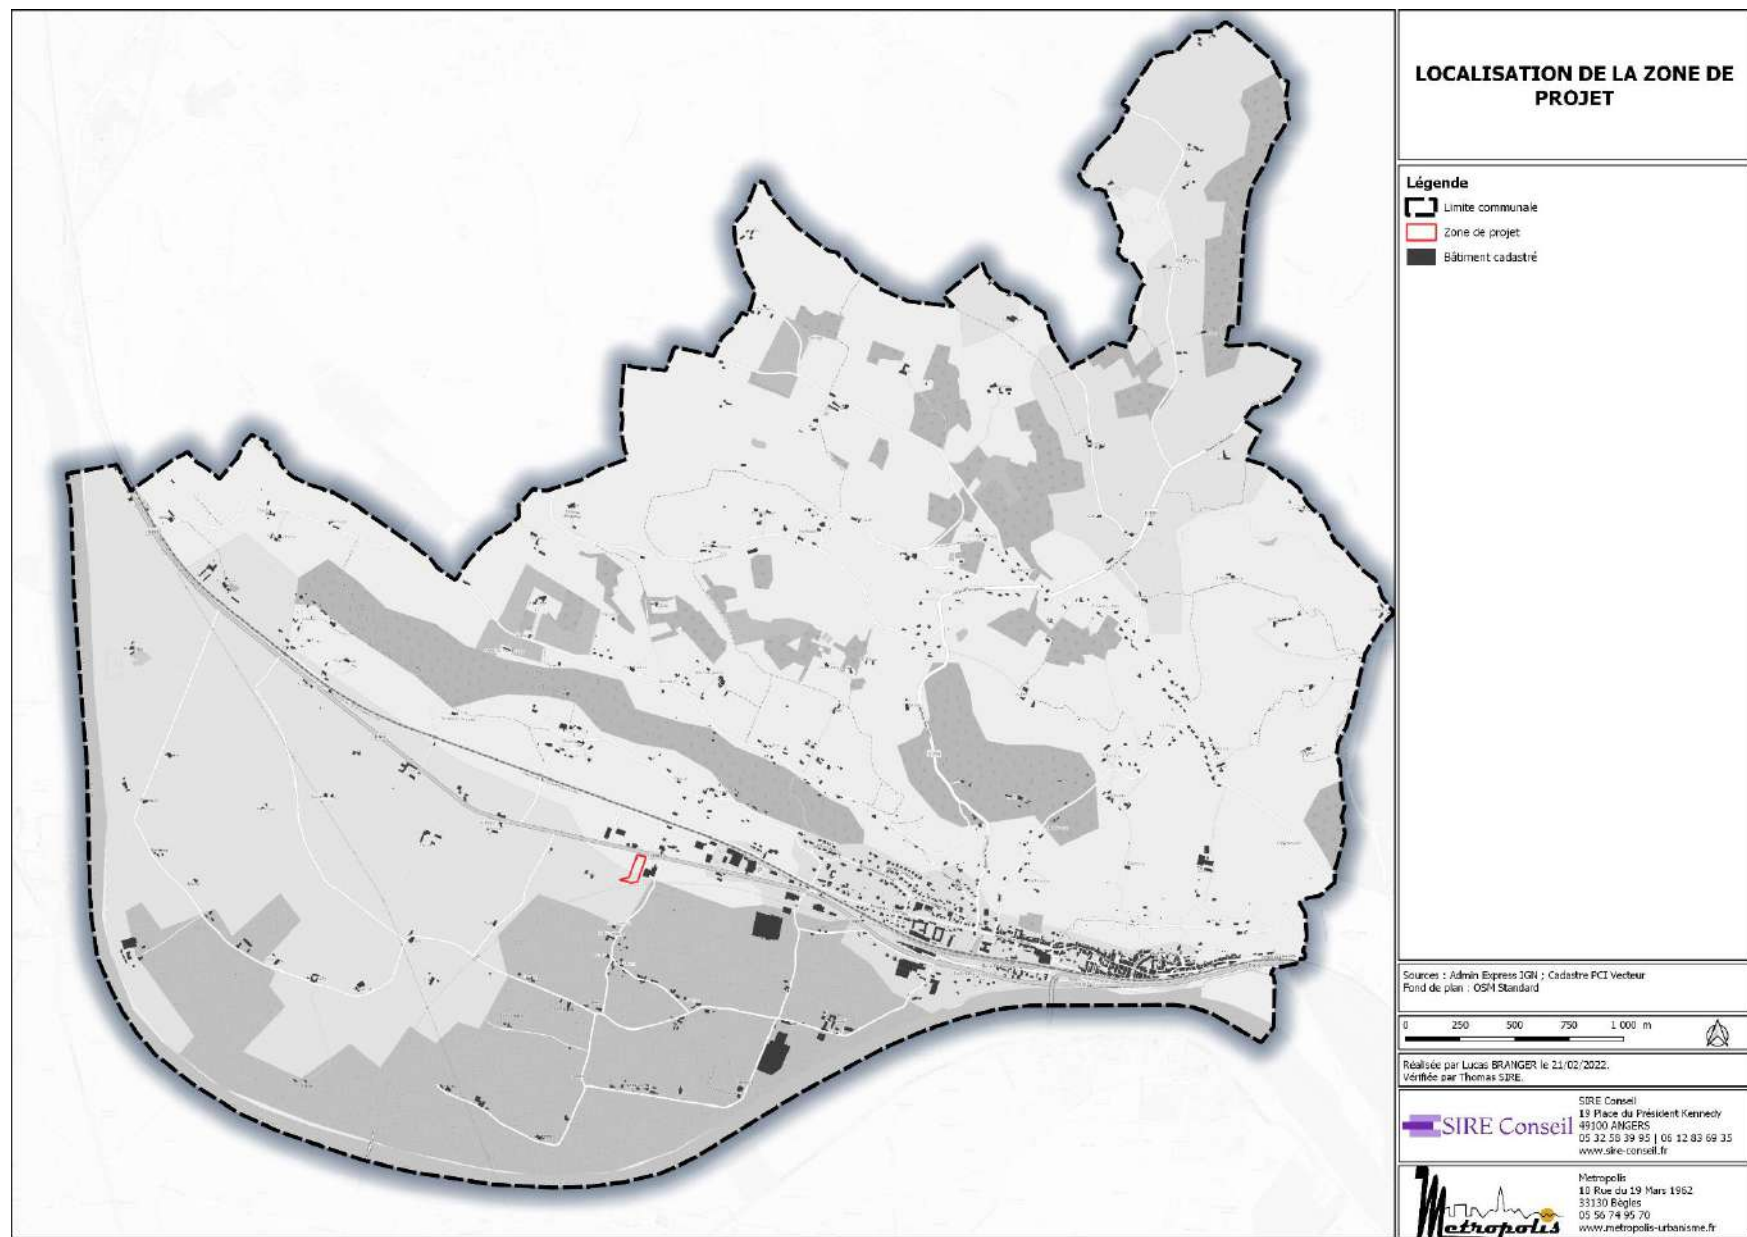 LOCALISATION DE LA ZONE DE
PROJET
Légende
Limite communale
Zone de projet
Bâtiment cadastré
Sources : Admin Express IGN ; Cadastre PCI Vecteur
Fond de plan : OSM Standard
0 250 500 750 1 000 m
Réalisée par Lucas BRANGER le 21/02/2022.
Vérifiée par Thomas SIRE.
SIRE Conseil
SIRE Conseil
19 Place du Président Kennedy
49100 ANGERS
05 32 58 39 95 | 06 12 83 69 35
www.sire-conseil.fr
Metropolis
Metropolis
18 Rue du 19 Mars 1962
33130 Bègles
05 56 74 95 70
www.metropolis-urbanisme.fr